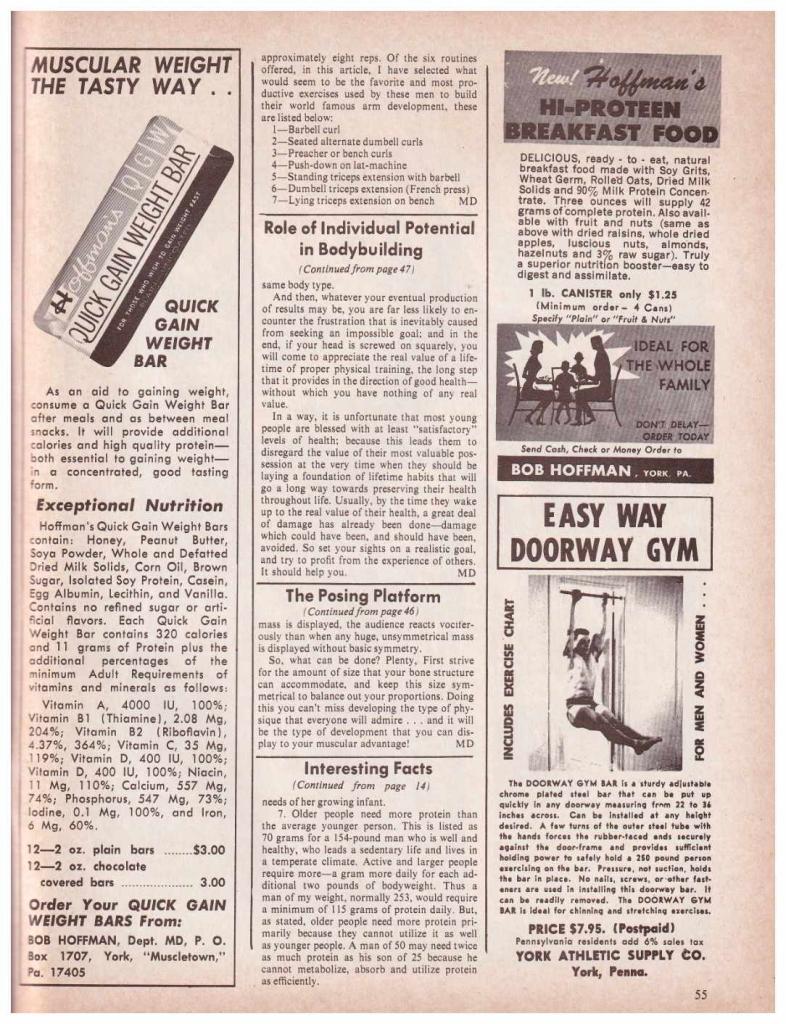 MUSCULAR WEIGHT
THE TASTY WAY . .
Hoffman's QGW
QUICK GAIN WEIGHT BAR
FOR THOSE WHO WISH TO GAIN WEIGHT FAST
QUICK
GAIN
WEIGHT
BAR
As an aid to gaining weight,
consume a Quick Gain Weight Bar
after meals and as between meal
snacks. It will provide additional
calories and high quality protein—
both essential to gaining weight—
in a concentrated, good tasting
form.
Exceptional Nutrition
Hoffman's Quick Gain Weight Bars
contain: Honey, Peanut Butter,
Soya Powder, Whole and Defatted
Dried Milk Solids, Corn Oil, Brown
Sugar, Isolated Soy Protein, Casein,
Egg Albumin, Lecithin, and Vanilla.
Contains no refined sugar or arti-
ficial flavors. Each Quick Gain
Weight Bar contains 320 calories
and 11 grams of Protein plus the
additional percentages of the
minimum Adult Requirements of
vitamins and minerals as follows:
Vitamin A, 4000 IU, 100%;
Vitamin B1 (Thiamine), 2.08 Mg,
204%; Vitamin B2 (Riboflavin),
4.37%, 364%; Vitamin C, 35 Mg,
119%; Vitamin D, 400 IU, 100%;
Vitamin D, 400 IU, 100%; Niacin,
11 Mg, 110%; Calcium, 557 Mg,
74%; Phosphorus, 547 Mg, 73%;
Iodine, 0.1 Mg, 100%, and Iron,
6 Mg, 60%.
12—2 oz. plain bars ........$3.00
12—2 oz. chocolate
covered bars .................. 3.00
Order Your QUICK GAIN
WEIGHT BARS From:
BOB HOFFMAN, Dept. MD, P. O.
Box 1707, York, "Muscletown,"
Pa. 17405
approximately eight reps. Of the six routines
offered, in this article, I have selected what
would seem to be the favorite and most pro-
ductive exercises used by these men to build
their world famous arm development, these
are listed below:
1—Barbell curl
2—Seated alternate dumbell curls
3—Preacher or bench curls
4—Push-down on lat-machine
5—Standing triceps extension with barbell
6—Dumbell triceps extension (French press)
7—Lying triceps extension on bench MD
Role of Individual Potential
in Bodybuilding
(Continued from page 47)
same body type.
And then, whatever your eventual production
of results may be, you are far less likely to en-
counter the frustration that is inevitably caused
from seeking an impossible goal; and in the
end, if your head is screwed on squarely, you
will come to appreciate the real value of a life-
time of proper physical training, the long step
that it provides in the direction of good health—
without which you have nothing of any real
value.
In a way, it is unfortunate that most young
people are blessed with at least "satisfactory"
levels of health; because this leads them to
disregard the value of their most valuable pos-
session at the very time when they should be
laying a foundation of lifetime habits that will
go a long way towards preserving their health
throughout life. Usually, by the time they wake
up to the real value of their health, a great deal
of damage has already been done—damage
which could have been, and should have been,
avoided. So set your sights on a realistic goal,
and try to profit from the experience of others.
It should help you. MD
The Posing Platform
(Continued from page 46)
mass is displayed, the audience reacts vocifer-
ously than when any huge, unsymmetrical mass
is displayed without basic symmetry.
So, what can be done? Plenty, First strive
for the amount of size that your bone structure
can accommodate, and keep this size sym-
metrical to balance out your proportions. Doing
this you can't miss developing the type of phy-
sique that everyone will admire . . . and it will
be the type of development that you can dis-
play to your muscular advantage! MD
Interesting Facts
(Continued from page 14)
needs of her growing infant.
7. Older people need more protein than
the average younger person. This is listed as
70 grams for a 154-pound man who is well and
healthy, who leads a sedentary life and lives in
a temperate climate. Active and larger people
require more—a gram more daily for each ad-
ditional two pounds of bodyweight. Thus a
man of my weight, normally 253, would require
a minimum of 115 grams of protein daily. But,
as stated, older people need more protein pri-
marily because they cannot utilize it as well
as younger people. A man of 50 may need twice
as much protein as his son of 25 because he
cannot metabolize, absorb and utilize protein
as efficiently.
New! Hoffman's
HI-PROTEEN
BREAKFAST FOOD
DELICIOUS, ready - to - eat, natural
breakfast food made with Soy Grits,
Wheat Germ, Rolled Oats, Dried Milk
Solids and 90% Milk Protein Concen-
trate. Three ounces will supply 42
grams of complete protein. Also avail-
able with fruit and nuts (same as
above with dried raisins, whole dried
apples, luscious nuts, almonds,
hazelnuts and 3% raw sugar). Truly
a superior nutrition booster—easy to
digest and assimilate.
1 lb. CANISTER only $1.25
(Minimum order – 4 Cans)
Specify "Plain" or "Fruit & Nuts"
IDEAL FOR
THE WHOLE
FAMILY
DON'T DELAY—
ORDER TODAY
Send Cash, Check or Money Order to
BOB HOFFMAN, YORK, PA.
EASY WAY
DOORWAY GYM
INCLUDES EXERCISE CHART
FOR MEN AND WOMEN . . .
The DOORWAY GYM BAR is a sturdy adjustable
chrome plated steel bar that can be put up
quickly in any doorway measuring from 22 to 36
inches across. Can be installed at any height
desired. A few turns of the outer steel tube with
the hands forces the rubber-faced ends securely
against the door-frame and provides sufficient
holding power to safely hold a 250 pound person
exercising on the bar. Pressure, not suction, holds
the bar in place. No nails, screws, or other fast-
eners are used in installing this doorway bar. It
can be readily removed. The DOORWAY GYM
BAR is ideal for chinning and stretching exercises.
PRICE $7.95. (Postpaid)
Pennsylvania residents add 6% sales tax
YORK ATHLETIC SUPPLY CO.
York, Penna.
55